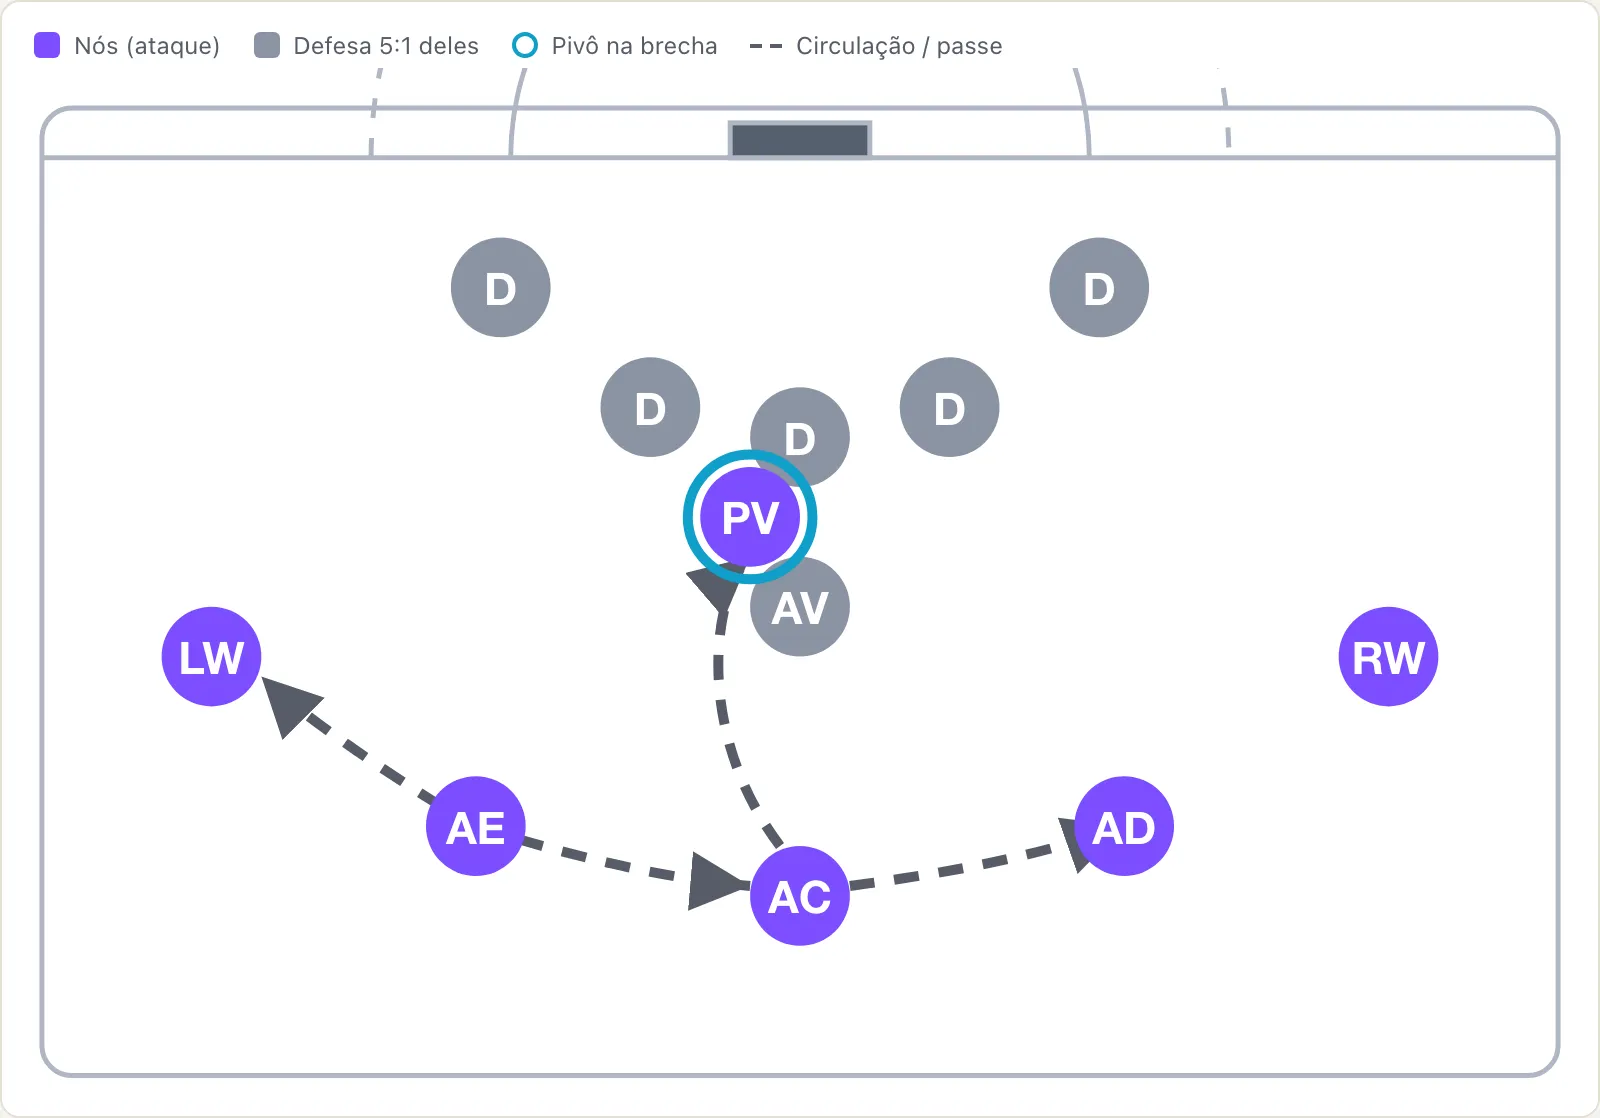 Nós (ataque)
Defesa 5:1 deles
Pivô na brecha
Circulação / passe
D
D
D
D
D
PV
AV
LW
RW
AE
AD
AC